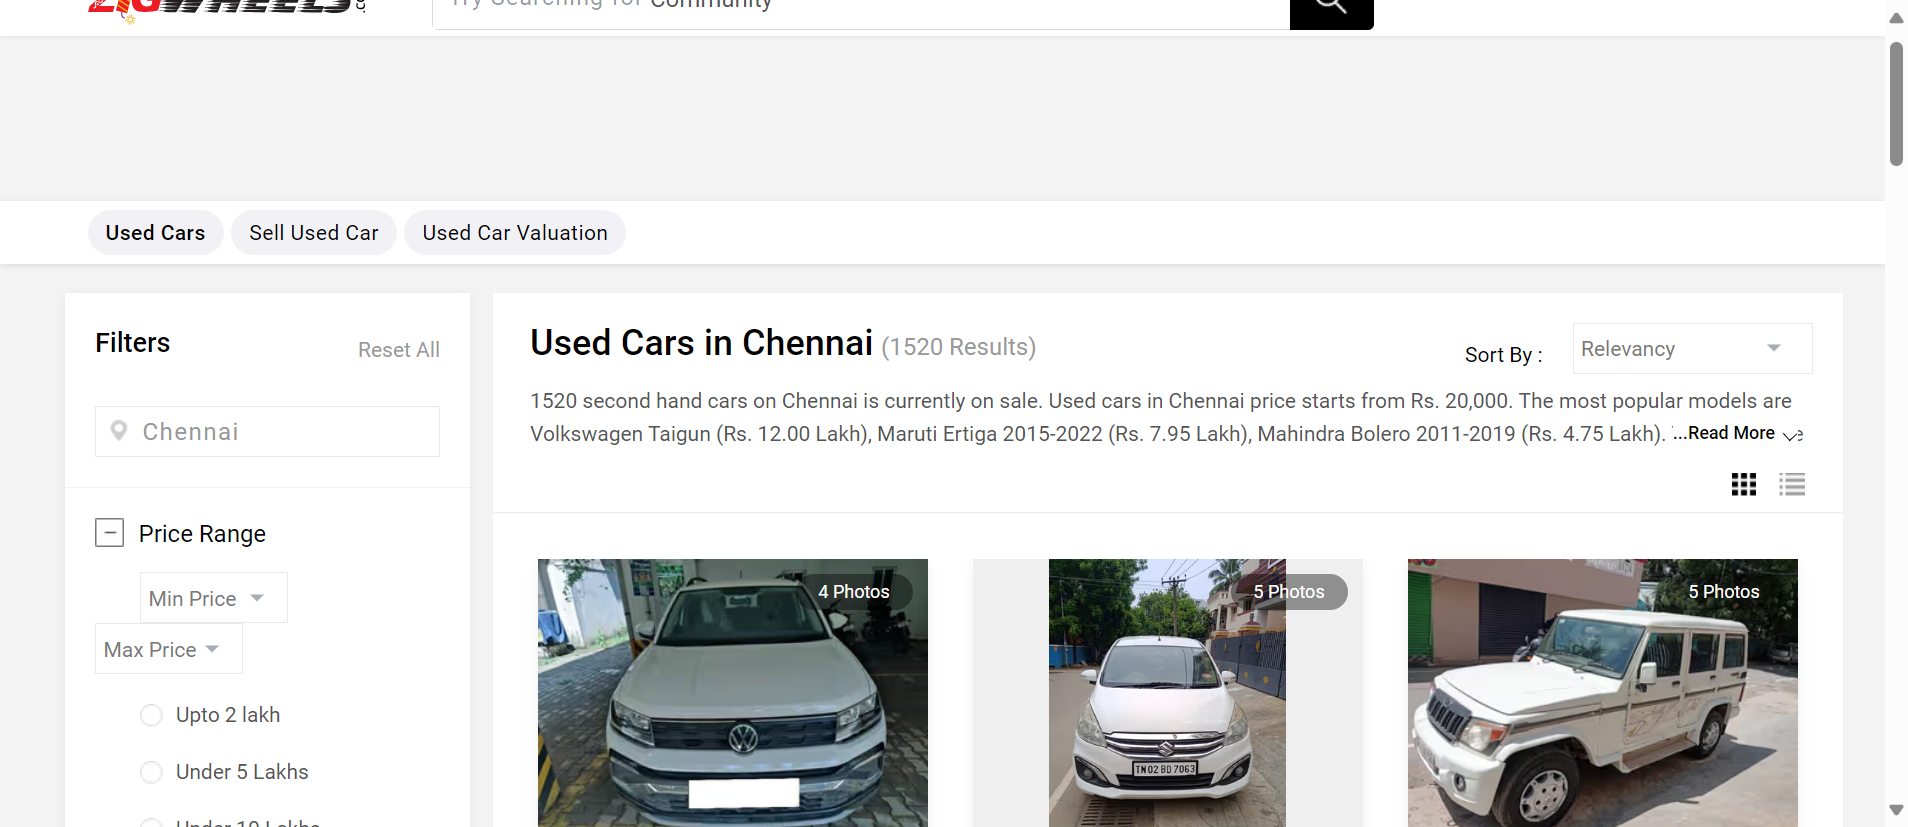 ZIGWHEELS.co
Try Searching for Community
Used Cars
Sell Used Car
Used Car Valuation
Filters
Reset All
Chennai
Price Range
Min Price
Max Price
Upto 2 lakh
Under 5 Lakhs
Under 10 Lakhs
Used Cars in Chennai (1520 Results)
Sort By :
Relevancy
1520 second hand cars on Chennai is currently on sale. Used cars in Chennai price starts from Rs. 20,000. The most popular models are
Volkswagen Taigun (Rs. 12.00 Lakh), Maruti Ertiga 2015-2022 (Rs. 7.95 Lakh), Mahindra Bolero 2011-2019 (Rs. 4.75 Lakh). ...Read More
4 Photos
5 Photos
TN 02 BD 7063
5 Photos